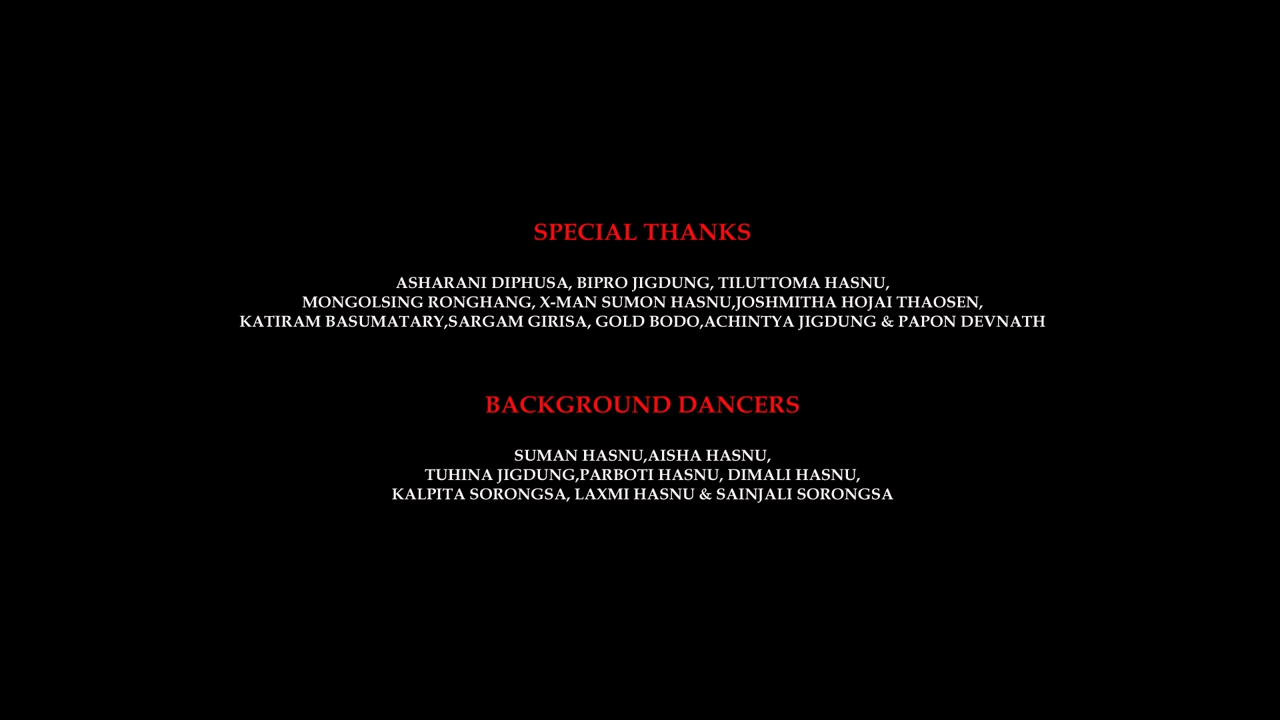 SPECIAL THANKS
ASHARANI DIPHUSA, BIPRO JIGDUNG, TILUTTOMA HASNU,
MONGOLSING RONGHANG, X-MAN SUMON HASNU,JOSHMITHA HOJAI THAOSEN,
KATIRAM BASUMATARY,SARGAM GIRISA, GOLD BODO,ACHINTYA JIGDUNG & PAPON DEVNATH
BACKGROUND DANCERS
SUMAN HASNU,AISHA HASNU,
TUHINA JIGDUNG,PARBOTI HASNU, DIMALI HASNU,
KALPITA SORONGSA, LAXMI HASNU & SAINJALI SORONGSA